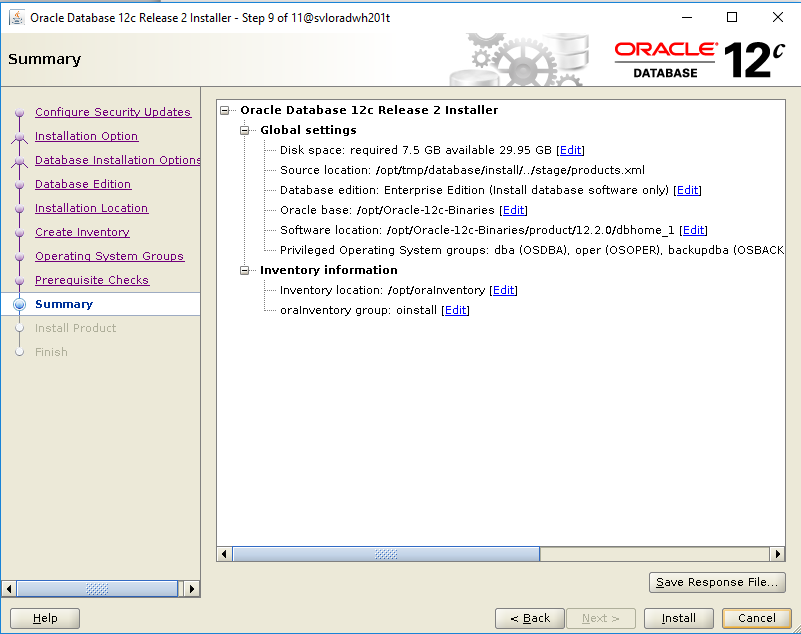 Oracle Database 12c Release 2 Installer - Step 9 of 11@svloradwh201t
Summary
ORACLE
DATABASE
12c
Configure Security Updates
Installation Option
Database Installation Options
Database Edition
Installation Location
Create Inventory
Operating System Groups
Prerequisite Checks
Summary
Install Product
Finish
Oracle Database 12c Release 2 Installer
Global settings
Disk space: required 7.5 GB available 29.95 GB [Edit]
Source location: /opt/tmp/database/install/../stage/products.xml
Database edition: Enterprise Edition (Install database software only) [Edit]
Oracle base: /opt/Oracle-12c-Binaries [Edit]
Software location: /opt/Oracle-12c-Binaries/product/12.2.0/dbhome_1 [Edit]
Privileged Operating System groups: dba (OSDBA), oper (OSOPER), backupdba (OSBACK
Inventory information
Inventory location: /opt/oraInventory [Edit]
oraInventory group: oinstall [Edit]
Save Response File...
Help
< Back
Next >
Install
Cancel